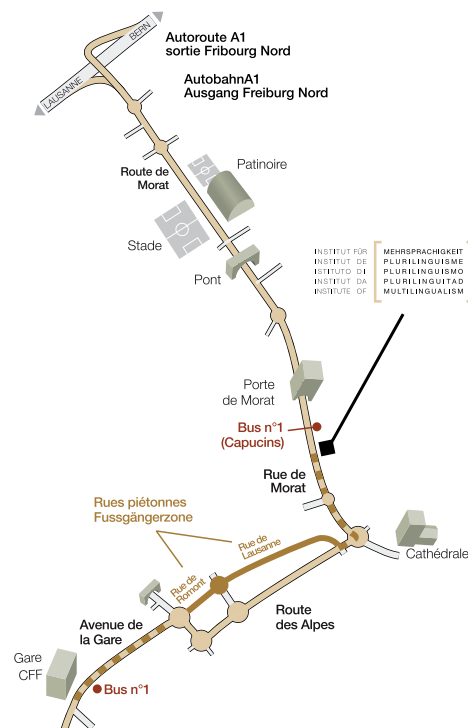 BERN
LAUSANNE
Autoroute A1
sortie Fribourg Nord
AutobahnA1
Ausgang Freiburg Nord
Route de
Morat
Patinoire
Stade
Pont
INSTITUT FÜR MEHRSPRACHIGKEIT
INSTITUT DE PLURILINGUISME
ISTITUTO DI PLURILINGUISMO
INSTITUT DA PLURILINGUITAD
INSTITUTE OF MULTILINGUALISM
Porte
de Morat
Bus n°1
(Capucins)
Rue de
Morat
Rues piétonnes
Fussgängerzone
Rue de
Lausanne
Cathédrale
Rue de
Romont
Avenue de
la Gare
Route
des Alpes
Gare
CFF
Bus n°1